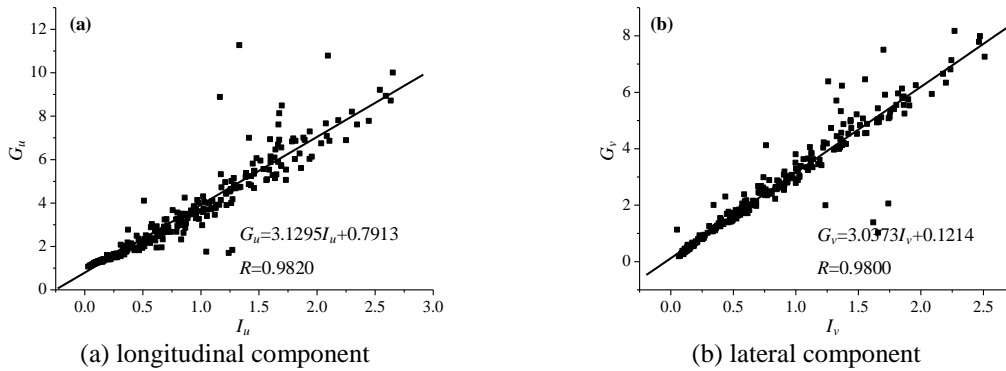 (a)
12
10
8
6
4
2
0
G_u
G_u=3.1295I_u+0.7913
R=0.9820
0.0 0.5 1.0 1.5 2.0 2.5 3.0
I_u
(a) longitudinal component
(b)
8
6
4
2
0
G_v
G_v=3.0373I_v+0.1214
R=0.9800
0.0 0.5 1.0 1.5 2.0 2.5
I_v
(b) lateral component